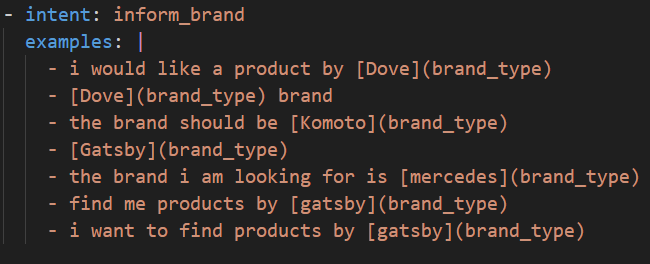 - intent: inform_brand
examples: |
- i would like a product by [Dove](brand_type)
- [Dove](brand_type) brand
- the brand should be [Komoto](brand_type)
- [Gatsby](brand_type)
- the brand i am looking for is [mercedes](brand_type)
- find me products by [gatsby](brand_type)
- i want to find products by [gatsby](brand_type)